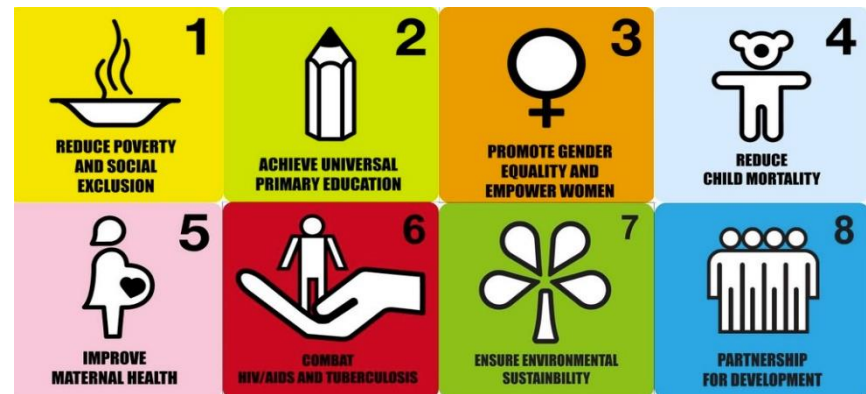 1
REDUCE POVERTY
AND SOCIAL
EXCLUSION
2
ACHIEVE UNIVERSAL
PRIMARY EDUCATION
3
PROMOTE GENDER
EQUALITY AND
EMPOWER WOMEN
4
REDUCE
CHILD MORTALITY
5
IMPROVE
MATERNAL HEALTH
6
COMBAT
HIV/AIDS AND TUBERCULOSIS
7
ENSURE ENVIRONMENTAL
SUSTAINBILITY
8
PARTNERSHIP
FOR DEVELOPMENT